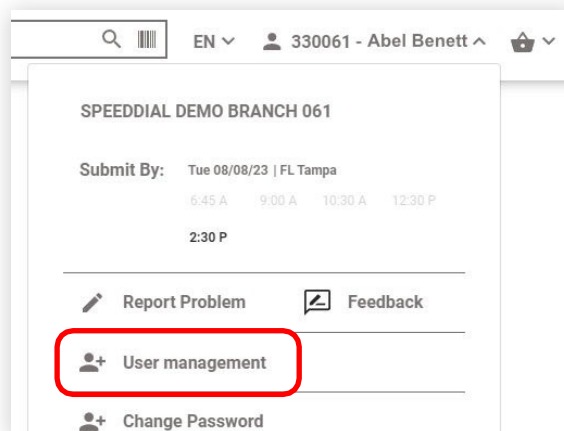 EN 330061 - Abel Benett
SPEEDDIAL DEMO BRANCH 061
Submit By: Tue 08/08/23 | FL Tampa
6:45 A 9:00 A 10:30 A 12:30 P
2:30 P
Report Problem Feedback
User management
Change Password